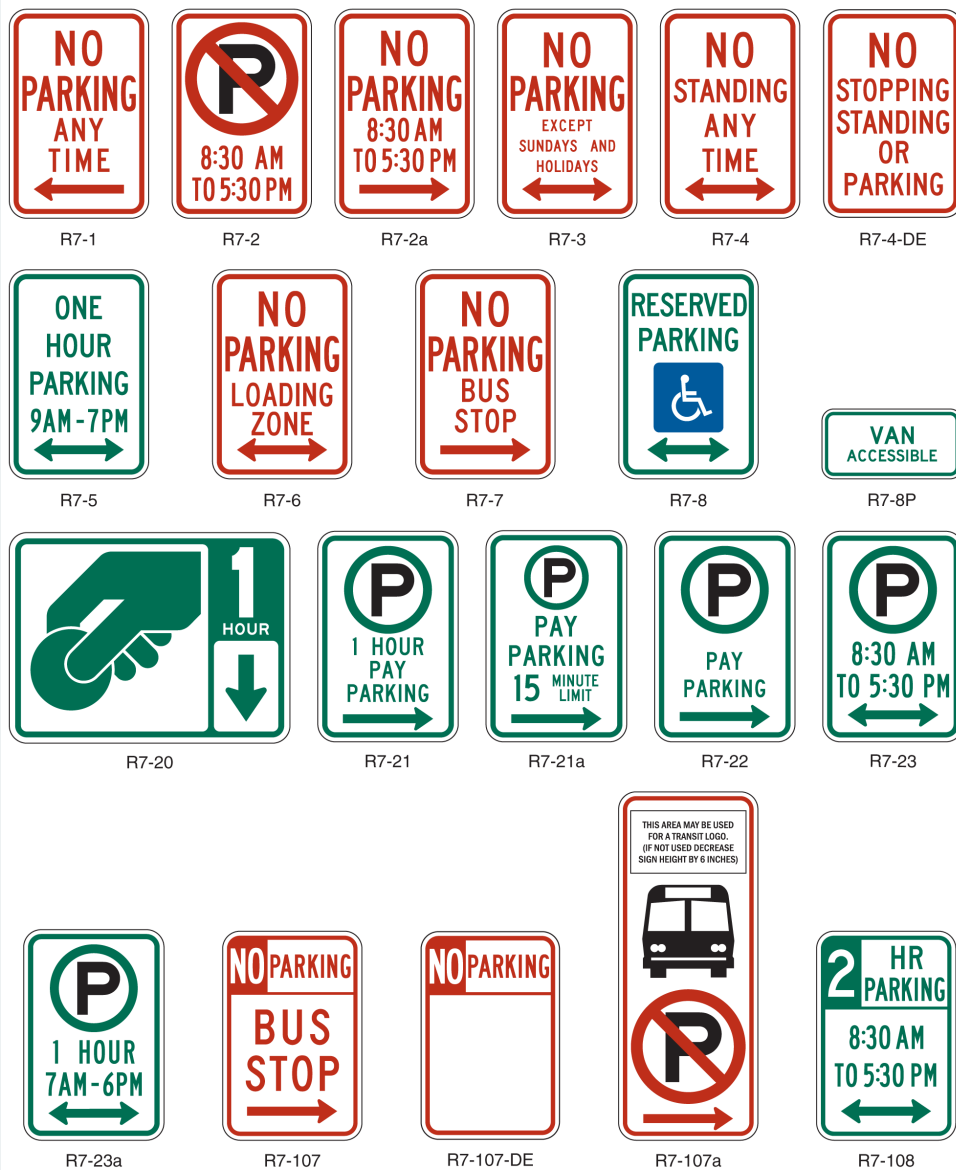 NO
PARKING
ANY
TIME
R7-1
P
8:30 AM
TO 5:30 PM
R7-2
NO
PARKING
8:30 AM
TO 5:30 PM
R7-2a
NO
PARKING
EXCEPT
SUNDAYS AND
HOLIDAYS
R7-3
NO
STANDING
ANY
TIME
R7-4
NO
STOPPING
STANDING
OR
PARKING
R7-4-DE
ONE
HOUR
PARKING
9AM-7PM
R7-5
NO
PARKING
LOADING
ZONE
R7-6
NO
PARKING
BUS
STOP
R7-7
RESERVED
PARKING
R7-8
VAN
ACCESSIBLE
R7-8P
1
HOUR
R7-20
P
1 HOUR
PAY
PARKING
R7-21
P
PAY
PARKING
15 MINUTE
LIMIT
R7-21a
P
PAY
PARKING
R7-22
P
8:30 AM
TO 5:30 PM
R7-23
P
1 HOUR
7AM-6PM
R7-23a
NO PARKING
BUS
STOP
R7-107
NO PARKING
R7-107-DE
THIS AREA MAY BE USED
FOR A TRANSIT LOGO.
(IF NOT USED DECREASE
SIGN HEIGHT BY 6 INCHES)
P
R7-107a
2 HR
PARKING
8:30 AM
TO 5:30 PM
R7-108